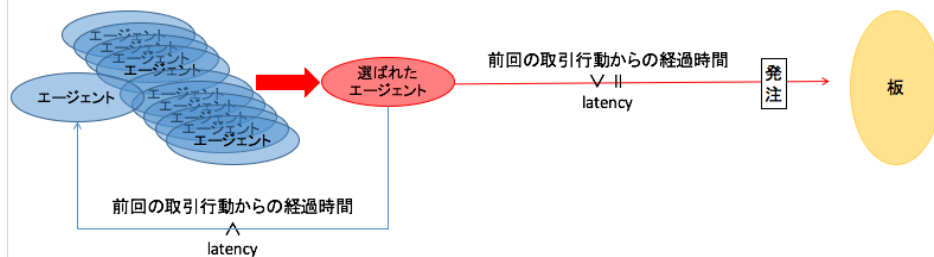 エージェント
エージェント
エージェント
エージェント
エージェント
エージェント
エージェント
エージェント
エージェント
選ばれた
エージェント
前回の取引行動からの経過時間
∨ ||
latency
発
注
板
前回の取引行動からの経過時間
∧
latency